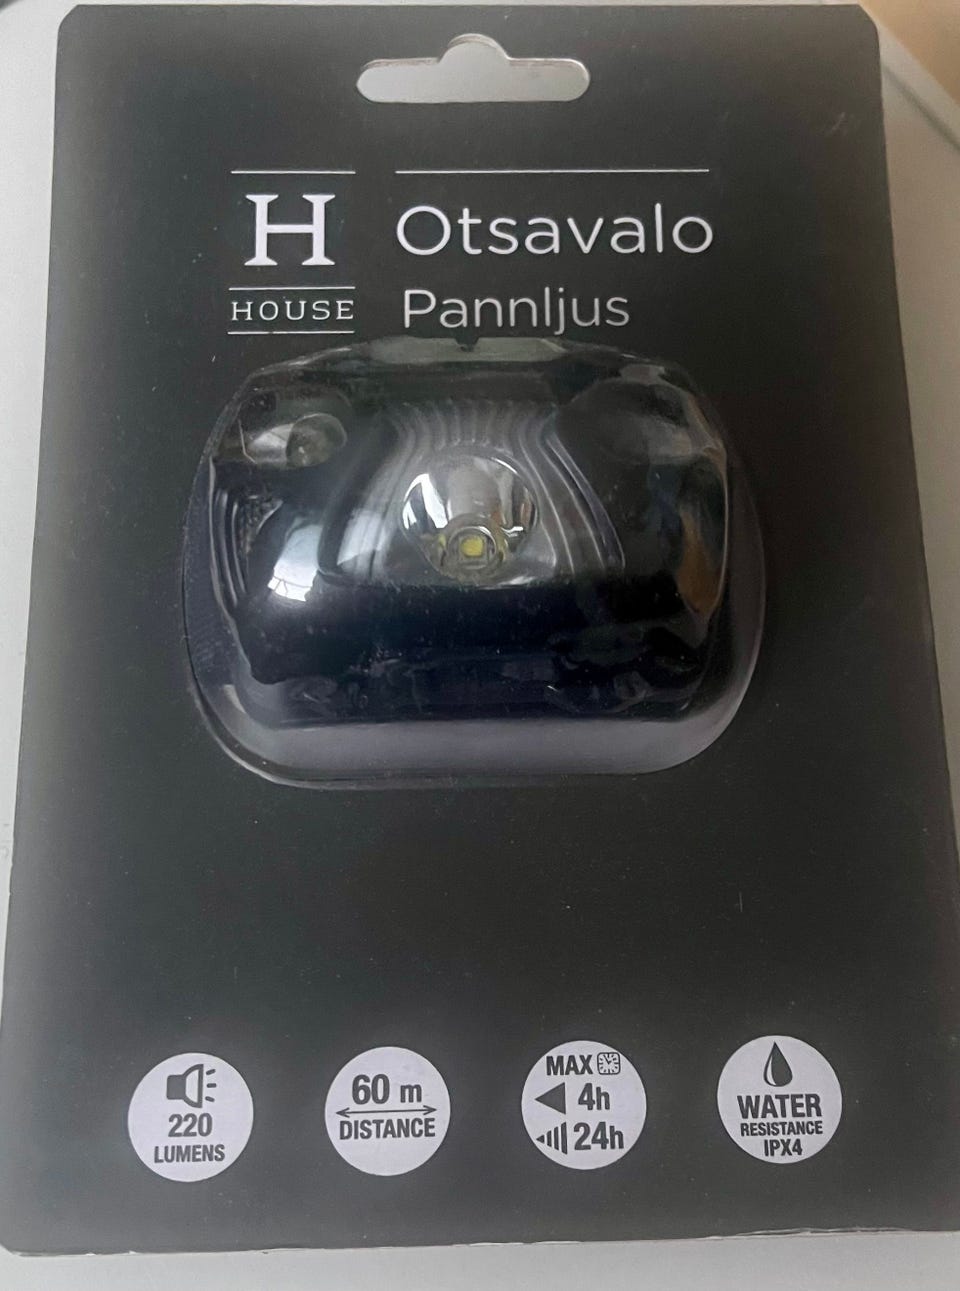 H
HOUSE
Otsavalo
Pannljus
220
LUMENS
60 m
DISTANCE
MAX
4h
24h
WATER
RESISTANCE
IPX4